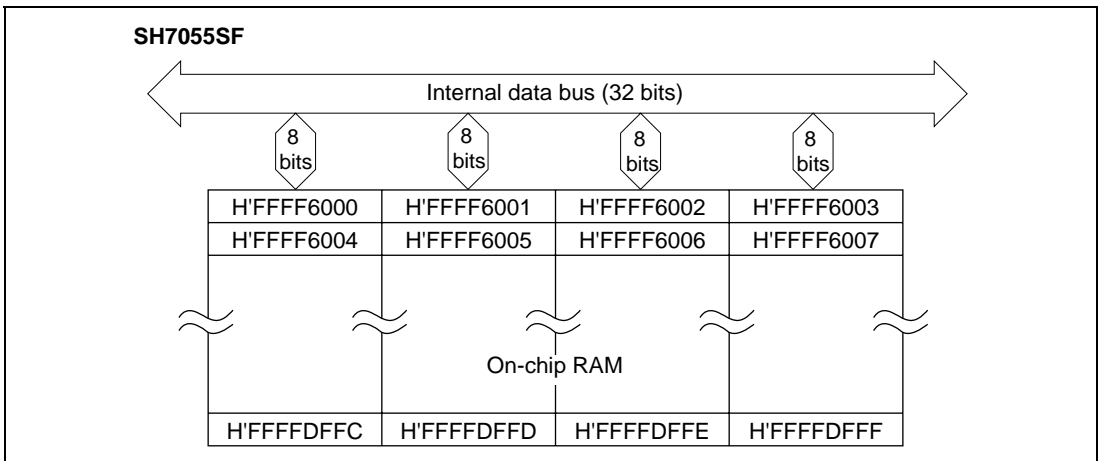 SH7055SF
Internal data bus (32 bits)
8 bits
8 bits
8 bits
8 bits
H'FFFF6000 H'FFFF6001 H'FFFF6002 H'FFFF6003
H'FFFF6004 H'FFFF6005 H'FFFF6006 H'FFFF6007
On-chip RAM
H'FFFFDFFC H'FFFFDFFD H'FFFFDFFE H'FFFFDFFF